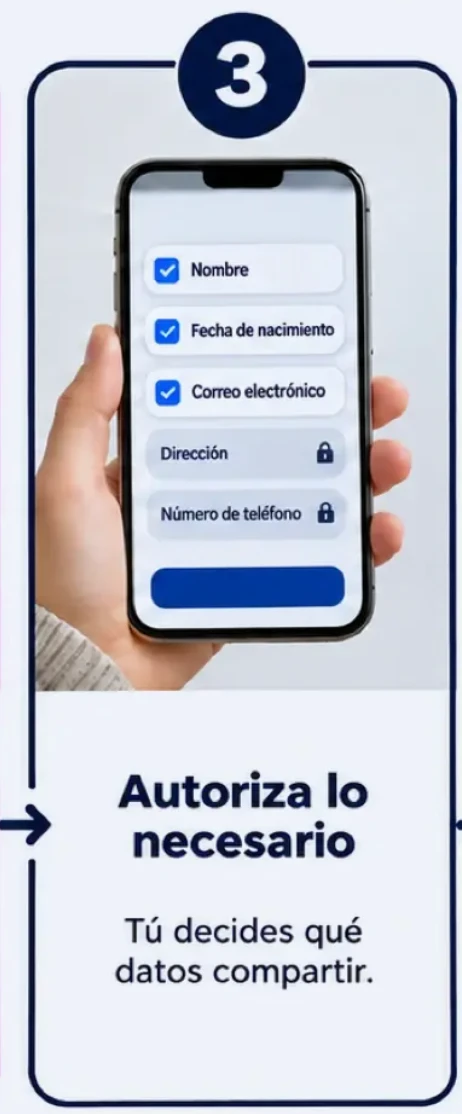 3
Nombre
Fecha de nacimiento
Correo electrónico
Dirección
Número de teléfono
Autoriza lo
necesario
Tú decides qué
datos compartir.